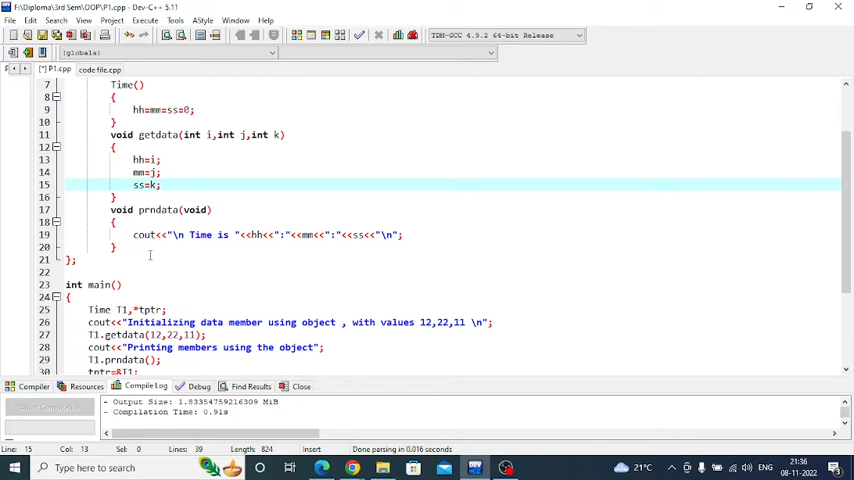 F:\Diploma\3rd Sem\OOP\P1.cpp - Dev-C++ 5.11
File Edit Search View Project Execute Tools AStyle Window Help
TDM-GCC 4.9.2 64-bit Release
(globals)
[*] P1.cpp code file.cpp
7 Time()
8 {
9 hh=mm=ss=0;
10 }
11 void getdata(int i,int j,int k)
12 {
13 hh=i;
14 mm=j;
15 ss=k;
16 }
17 void prndata(void)
18 {
19 cout<<"\n Time is "<<hh<<":"<<mm<<":"<<ss<<"\n";
20 }
21 };
22
23 int main()
24 {
25 Time T1,*tptr;
26 cout<<"Initializing data member using object , with values 12,22,11 \n";
27 T1.getdata(12,22,11);
28 cout<<"Printing members using the object";
29 T1.prndata();
30 tptr=&T1;
Compiler Resources Compile Log Debug Find Results Close
Abort Compilation
- Output Size: 1.83354759216309 MiB
- Compilation Time: 0.91s
Line: 15 Col: 13 Sel: 0 Lines: 39 Length: 824 Insert Done parsing in 0.016 seconds
Type here to search
21°C
ENG
21:36
08-11-2022
3